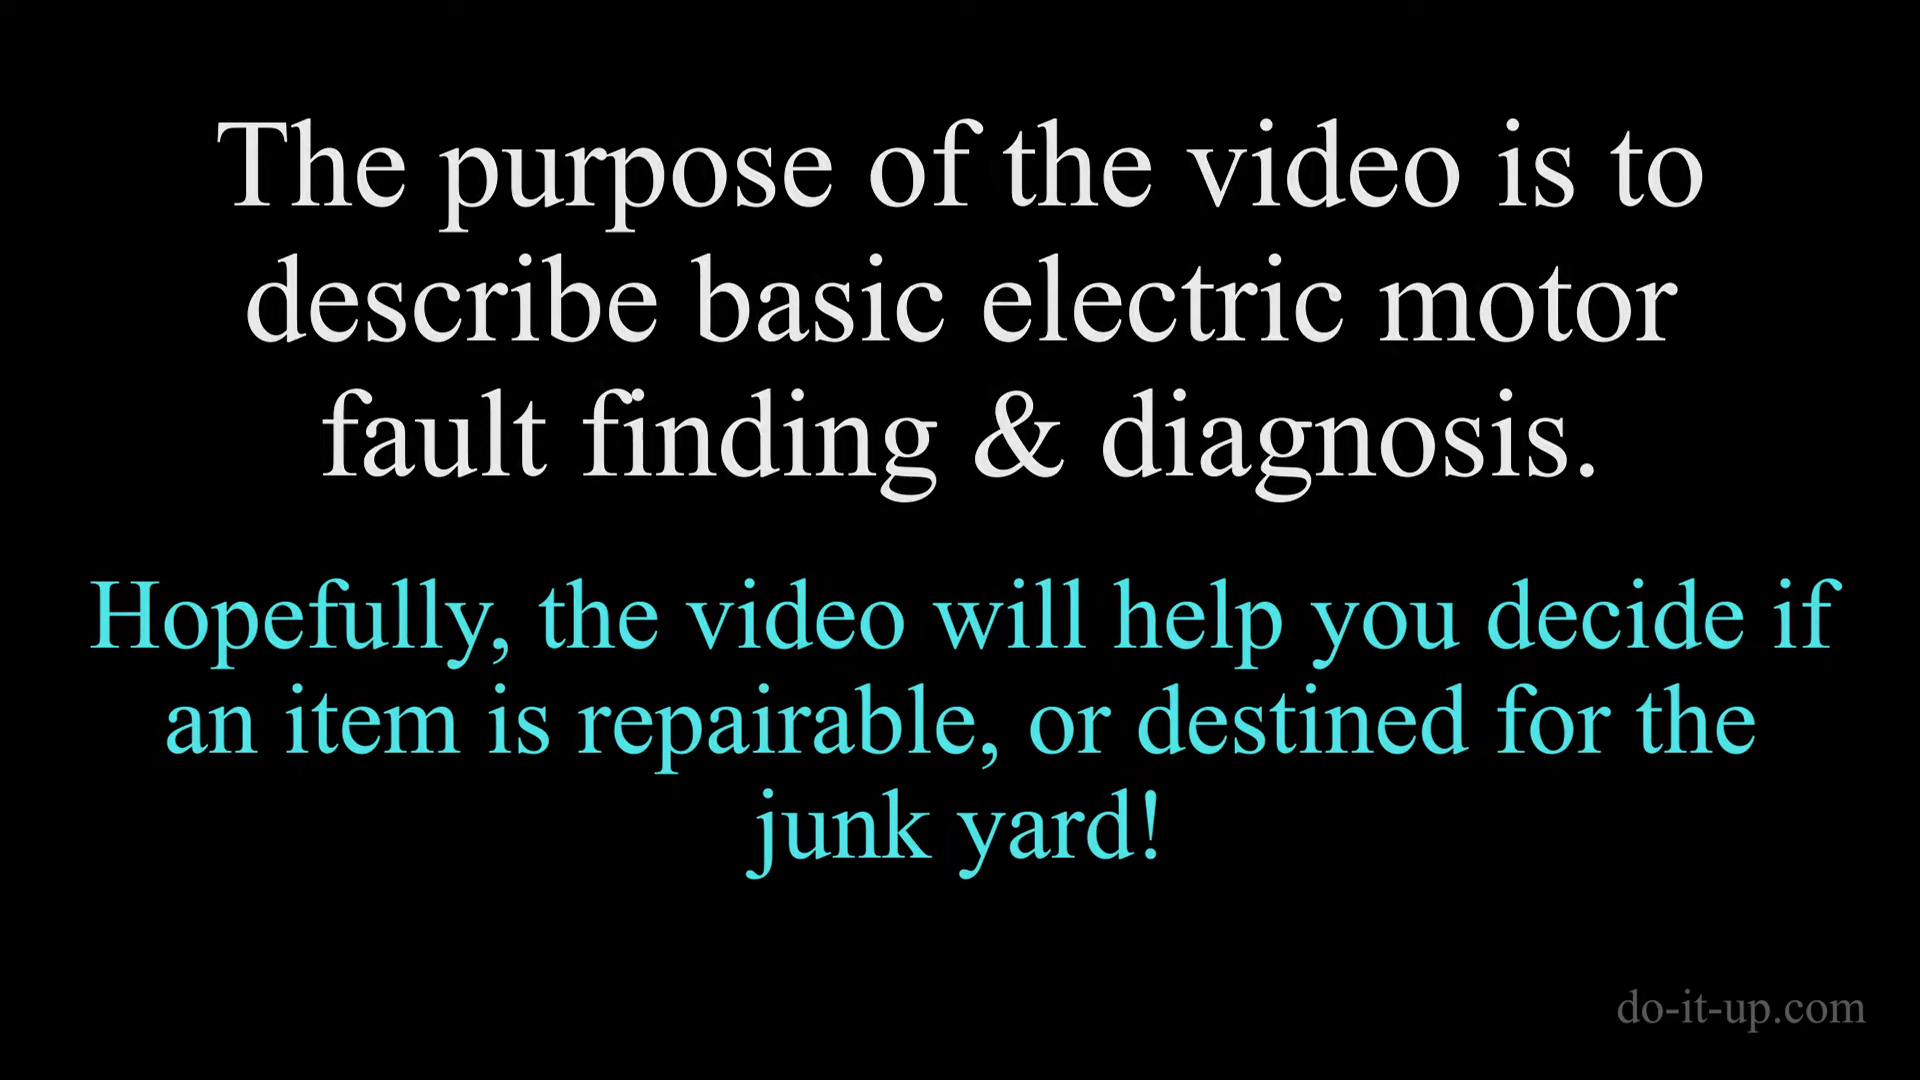 The purpose of the video is to
describe basic electric motor
fault finding & diagnosis.
Hopefully, the video will help you decide if
an item is repairable, or destined for the
junk yard!
do-it-up.com